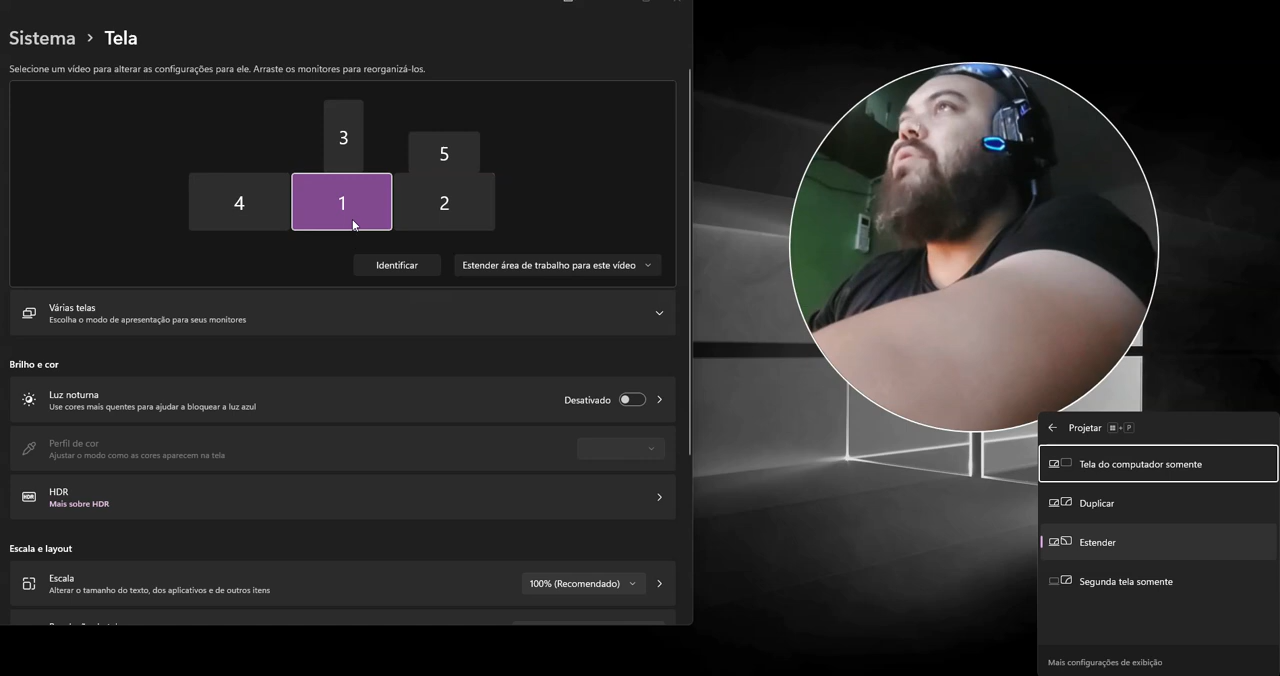 Sistema > Tela
Selecione um vídeo para alterar as configurações para ele. Arraste os monitores para reorganizá-los.
3
5
4
1
2
Identificar
Estender área de trabalho para este vídeo
Várias telas
Escolha o modo de apresentação para seus monitores
Brilho e cor
Luz noturna
Use cores mais quentes para ajudar a bloquear a luz azul
Desativado
Perfil de cor
Ajustar o modo como as cores aparecem na tela
HDR
HDR
Mais sobre HDR
Escala e layout
Escala
Alterar o tamanho do texto, dos aplicativos e de outros itens
100% (Recomendado)
Projetar + P
Tela do computador somente
Duplicar
Estender
Segunda tela somente
Mais configurações de exibição